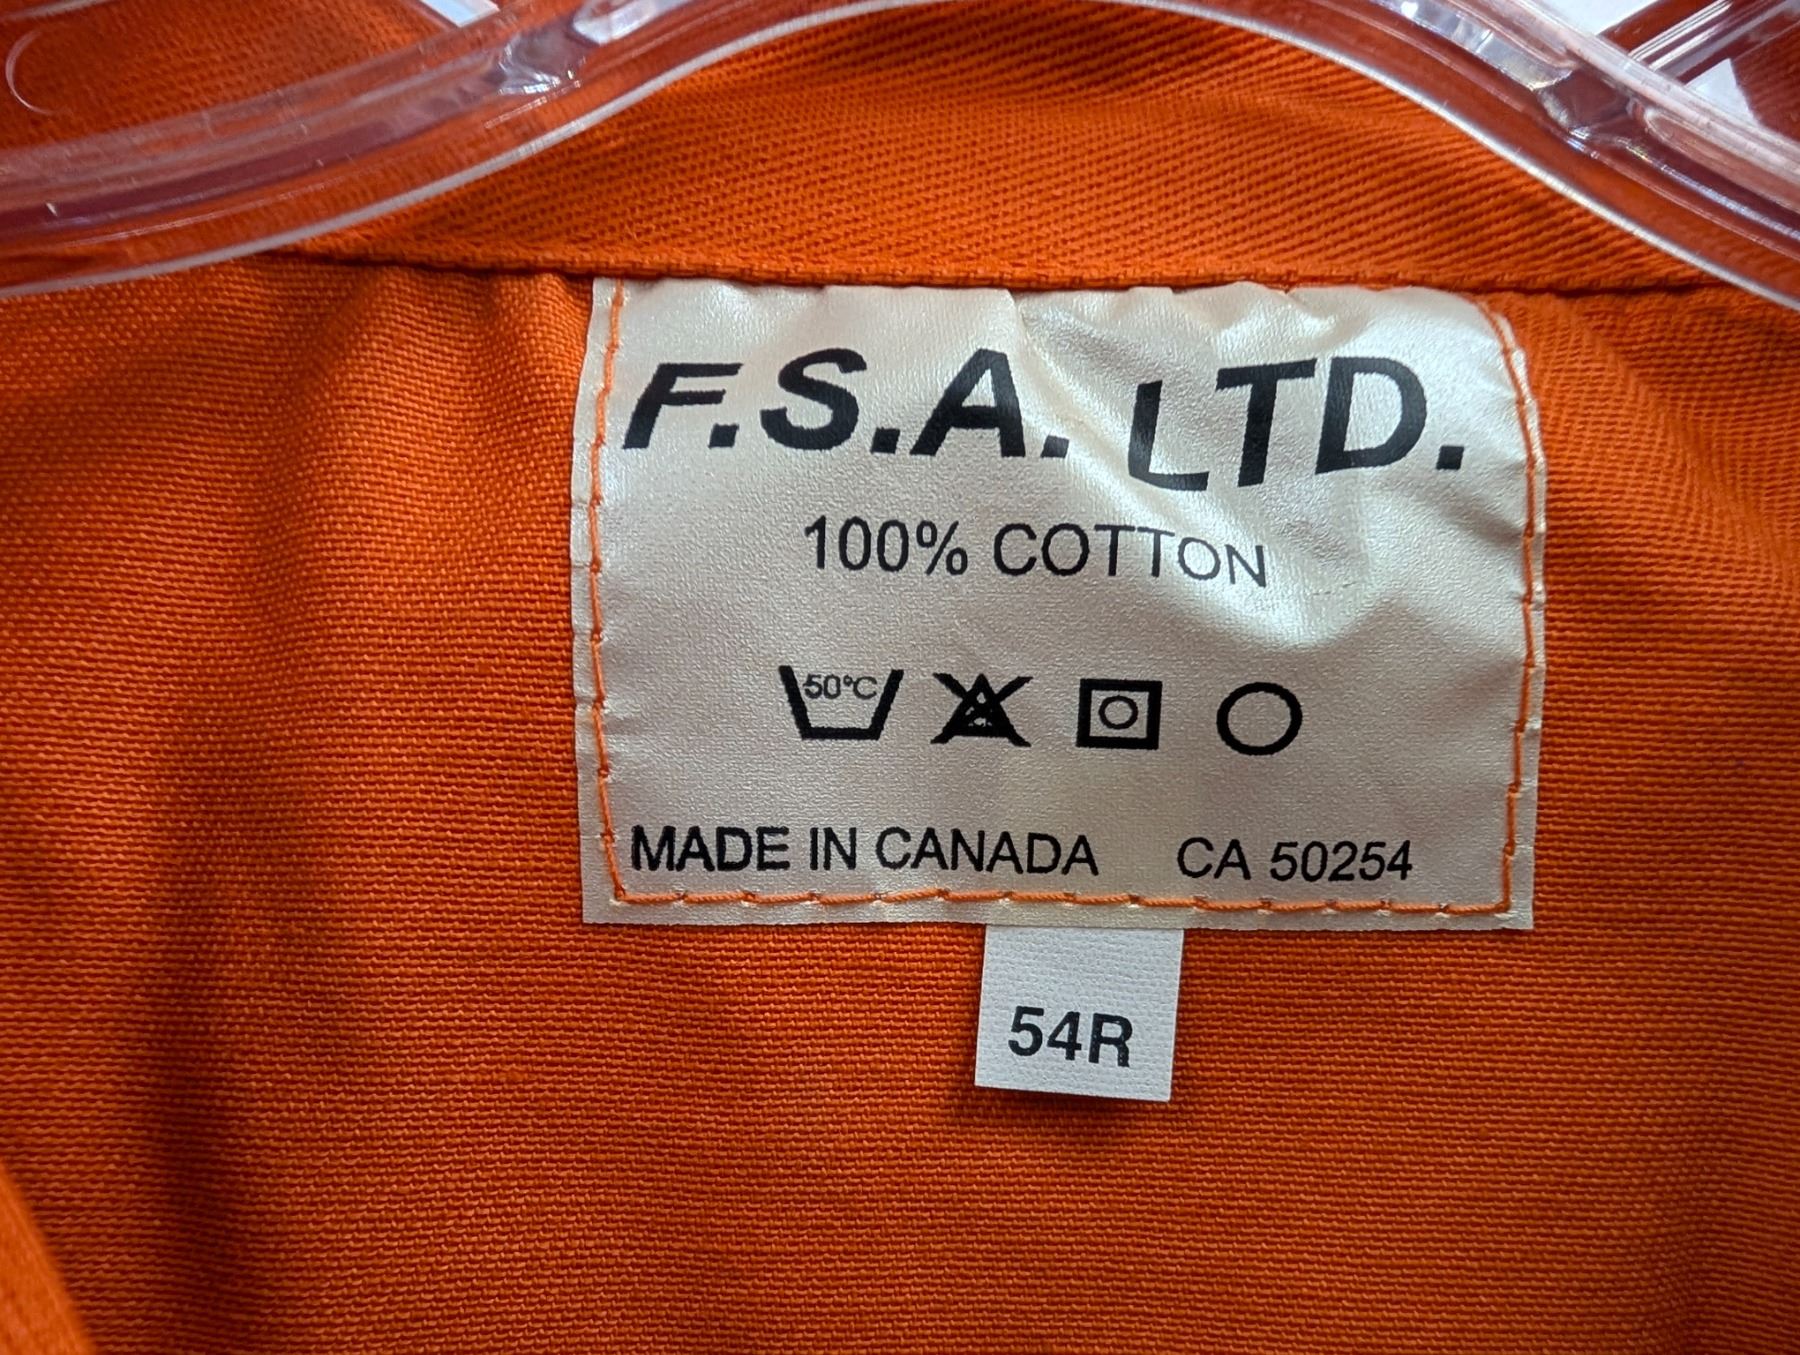 F.S.A. LTD.
100% COTTON
50°C
MADE IN CANADA CA 50254
54R